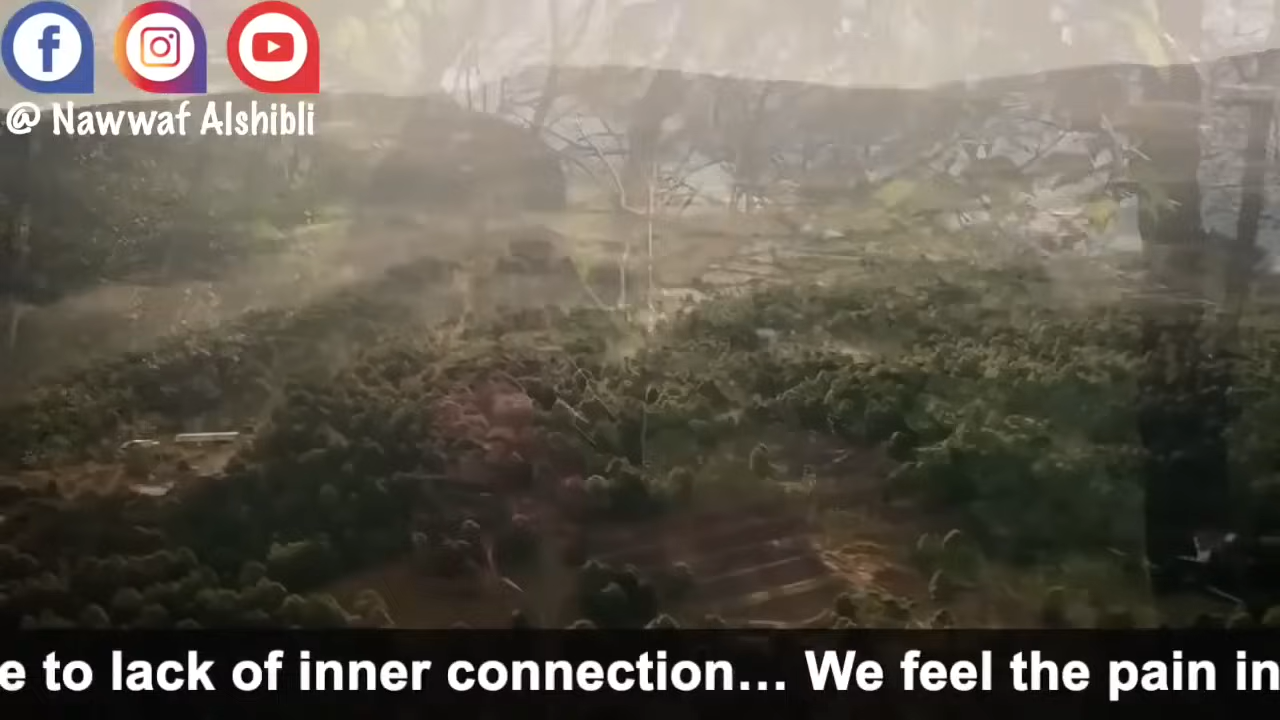 @ Nawwaf Alshibli
e to lack of inner connection... We feel the pain in